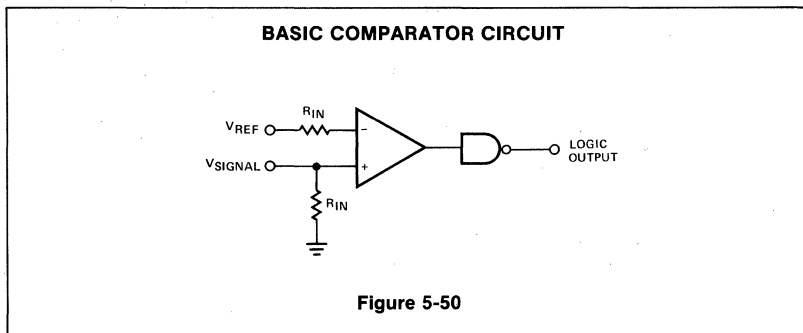 BASIC COMPARATOR CIRCUIT
RIN
VREF
−
VSIGNAL
+
LOGIC
OUTPUT
RIN
Figure 5-50